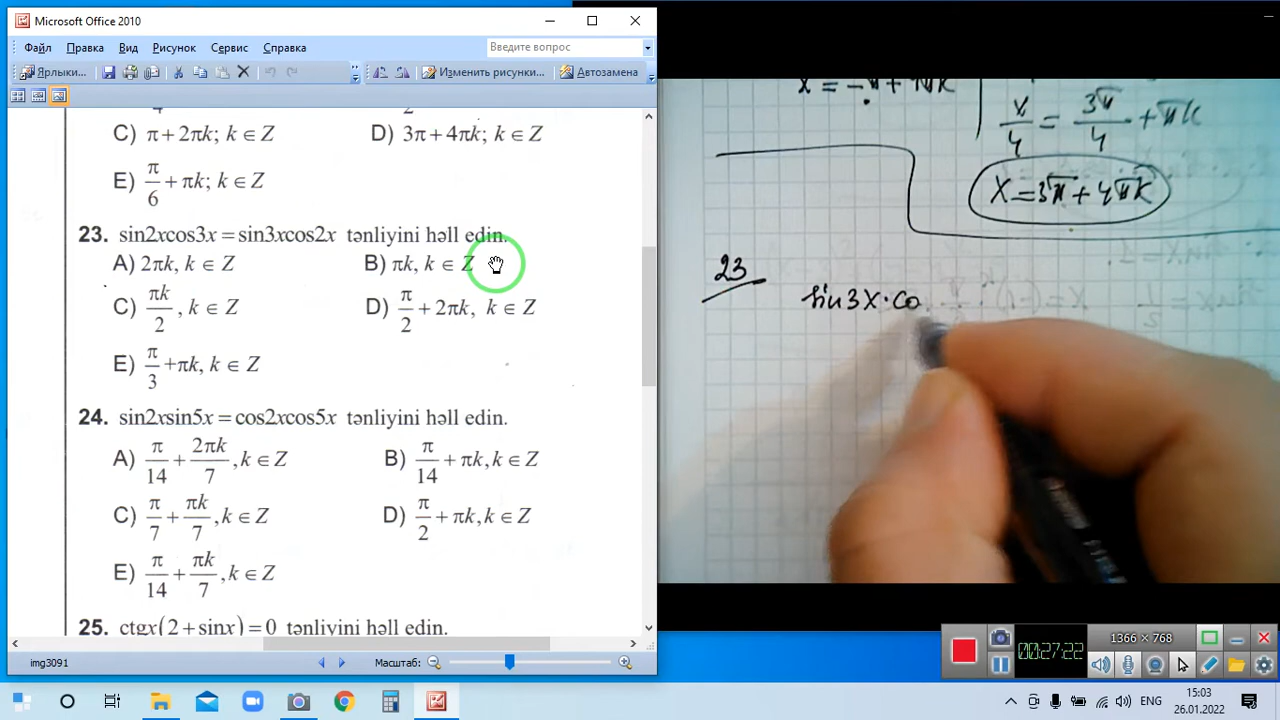 Microsoft Office 2010
Файл Правка Вид Рисунок Сервис Справка
Введите вопрос
Ярлыки... Изменить рисунки... Автозамена
C) π + 2πk; k ∈ Z D) 3π + 4πk; k ∈ Z
E) π/6 + πk; k ∈ Z
23. sin2xcos3x = sin3xcos2x tənliyini həll edin.
A) 2πk, k ∈ Z B) πk, k ∈ Z
C) πk/2, k ∈ Z D) π/2 + 2πk, k ∈ Z
E) π/3 + πk, k ∈ Z
24. sin2xsin5x = cos2xcos5x tənliyini həll edin.
A) π/14 + 2πk/7, k ∈ Z B) π/14 + πk, k ∈ Z
C) π/7 + πk/7, k ∈ Z D) π/2 + πk, k ∈ Z
E) π/14 + πk/7, k ∈ Z
25. ctgx(2 + sinx) = 0 tənliyini həll edin.
img3091 Масштаб:
x/4 = 3π/4 + πk
X = 3π + 4πk
23
sin3x·co
1366 × 768
00:27:22
ENG
15:03
26.01.2022